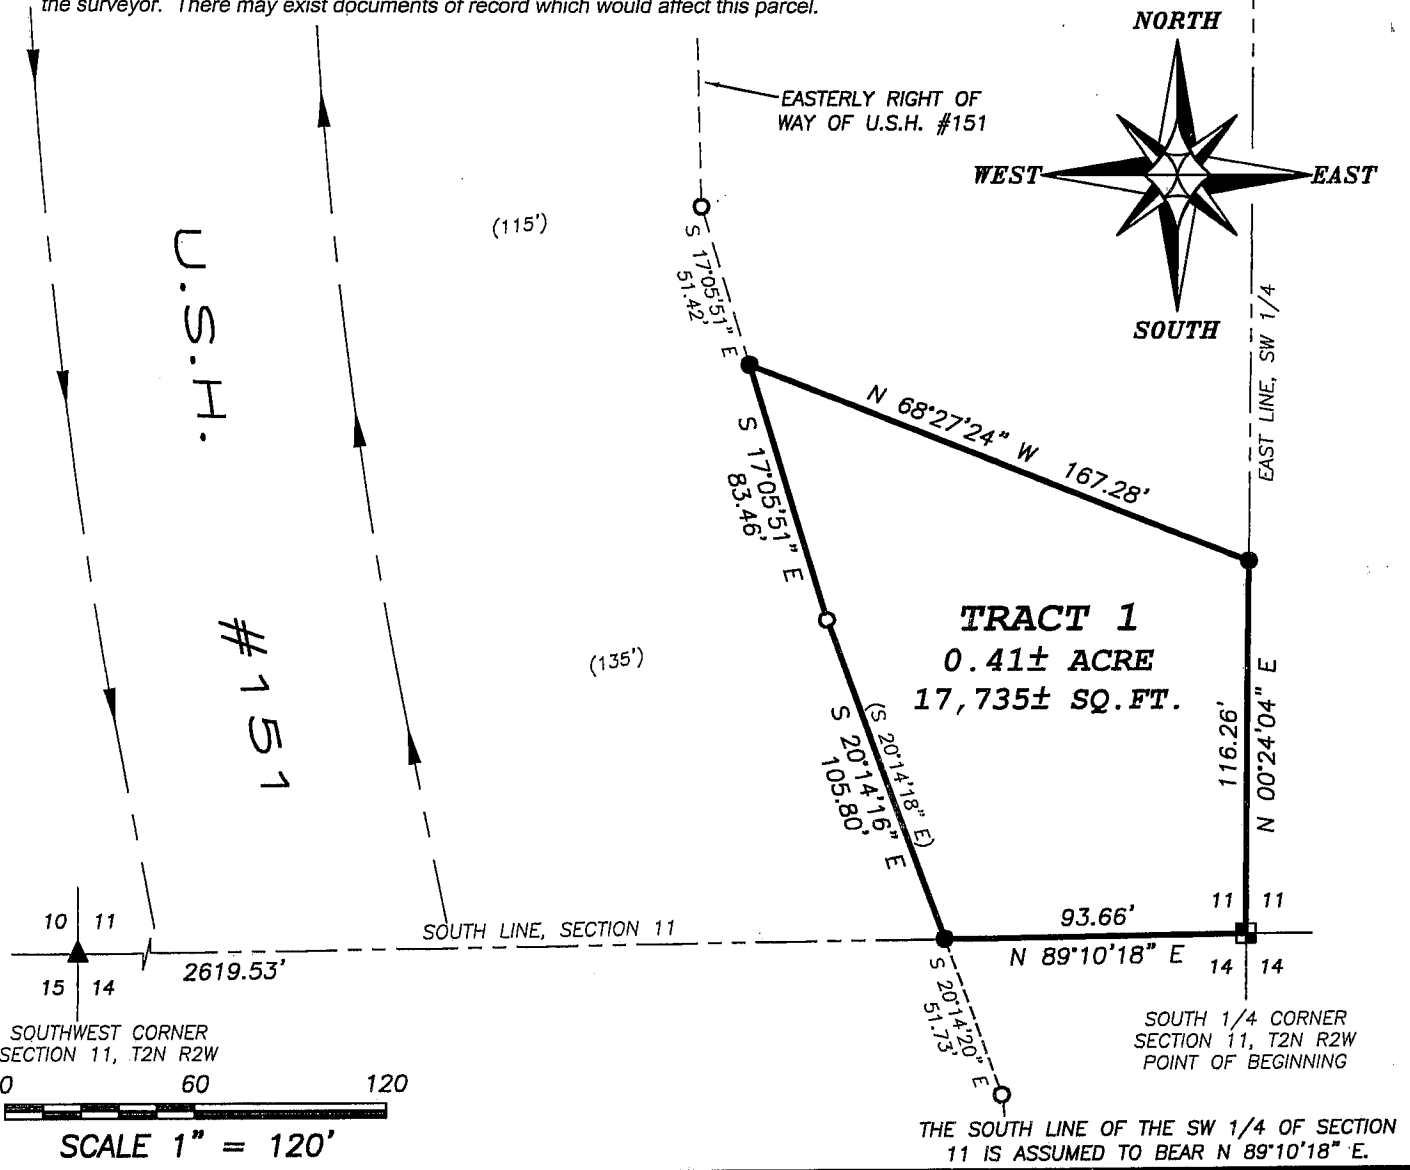 the surveyor. There may exist documents of record which would affect this parcel.
NORTH
EASTERLY RIGHT OF
WAY OF U.S.H. #151
WEST
EAST
SOUTH
(115')
S 17°05'51" E
51.42'
EAST LINE, SW 1/4
U.S.H. #151
N 68°27'24" W 167.28'
S 17°05'51" E
83.46'
TRACT 1
0.41± ACRE
17,735± SQ.FT.
(135')
(S 20°14'18" E)
S 20°14'16" E
105.80'
116.26'
N 00°24'04" E
10 11
15 14
SOUTH LINE, SECTION 11
2619.53'
93.66'
N 89°10'18" E
11 11
14 14
S 20°14'20" E
51.73'
SOUTHWEST CORNER
SECTION 11, T2N R2W
SOUTH 1/4 CORNER
SECTION 11, T2N R2W
POINT OF BEGINNING
0 60 120
SCALE 1" = 120'
THE SOUTH LINE OF THE SW 1/4 OF SECTION
11 IS ASSUMED TO BEAR N 89°10'18" E.